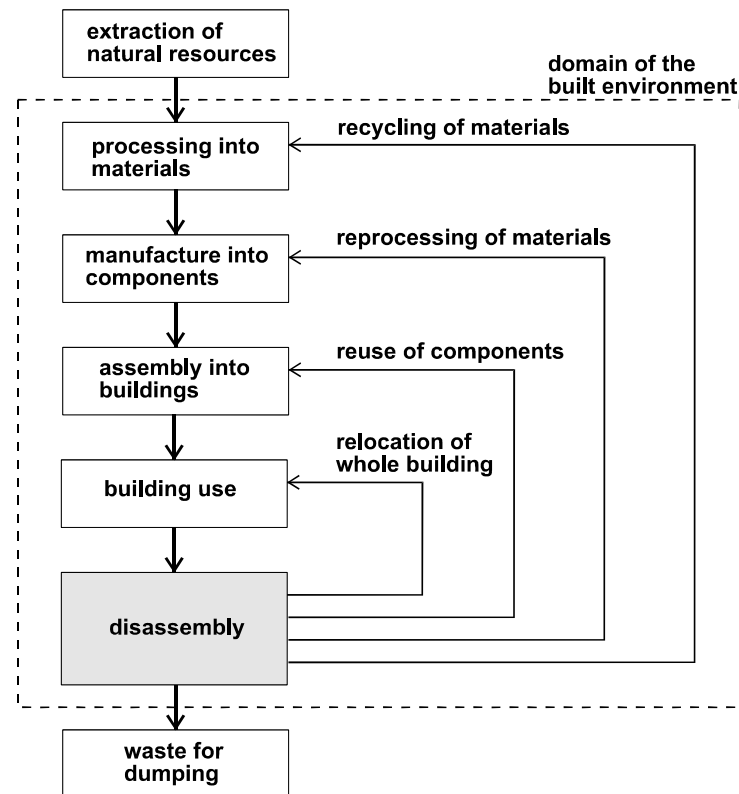 extraction of
natural resources
domain of the
built environment
recycling of materials
processing into
materials
reprocessing of materials
manufacture into
components
reuse of components
assembly into
buildings
relocation of
whole building
building use
disassembly
waste for
dumping